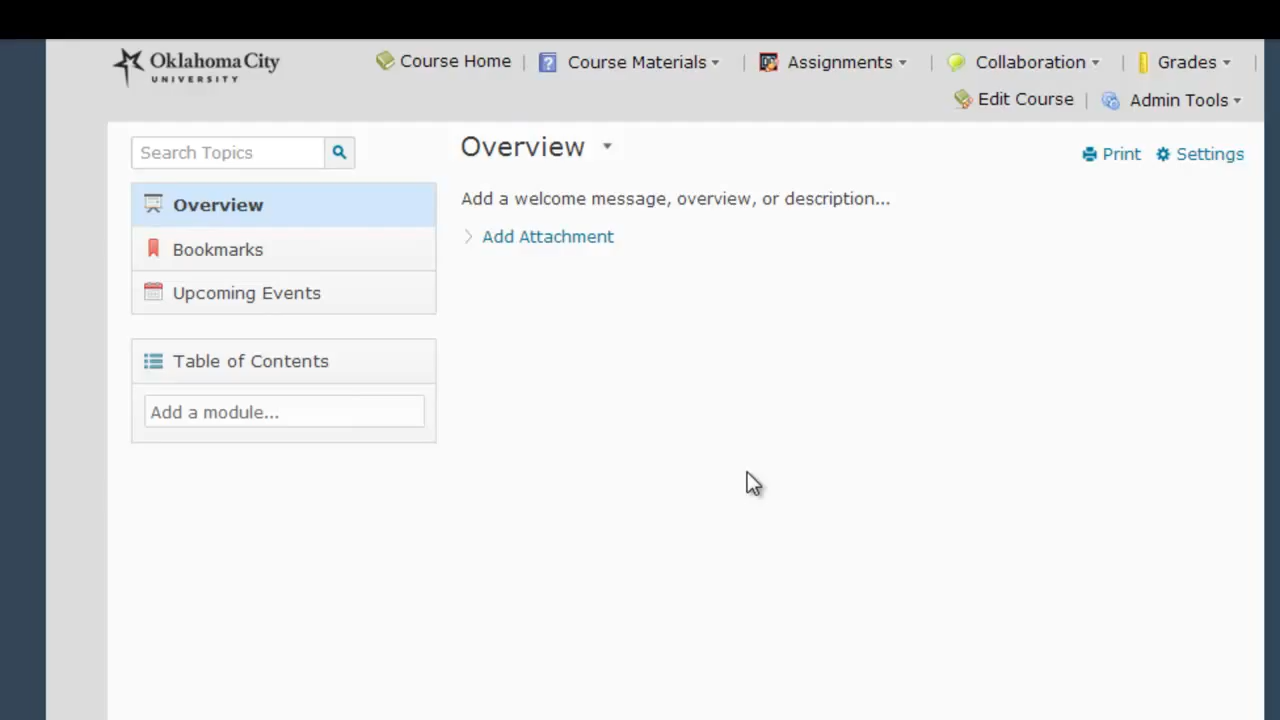 Oklahoma City
UNIVERSITY
Course Home | Course Materials | Assignments | Collaboration | Grades |
Edit Course | Admin Tools
Search Topics
Overview
Print Settings
Overview
Add a welcome message, overview, or description...
Bookmarks
Add Attachment
Upcoming Events
Table of Contents
Add a module...